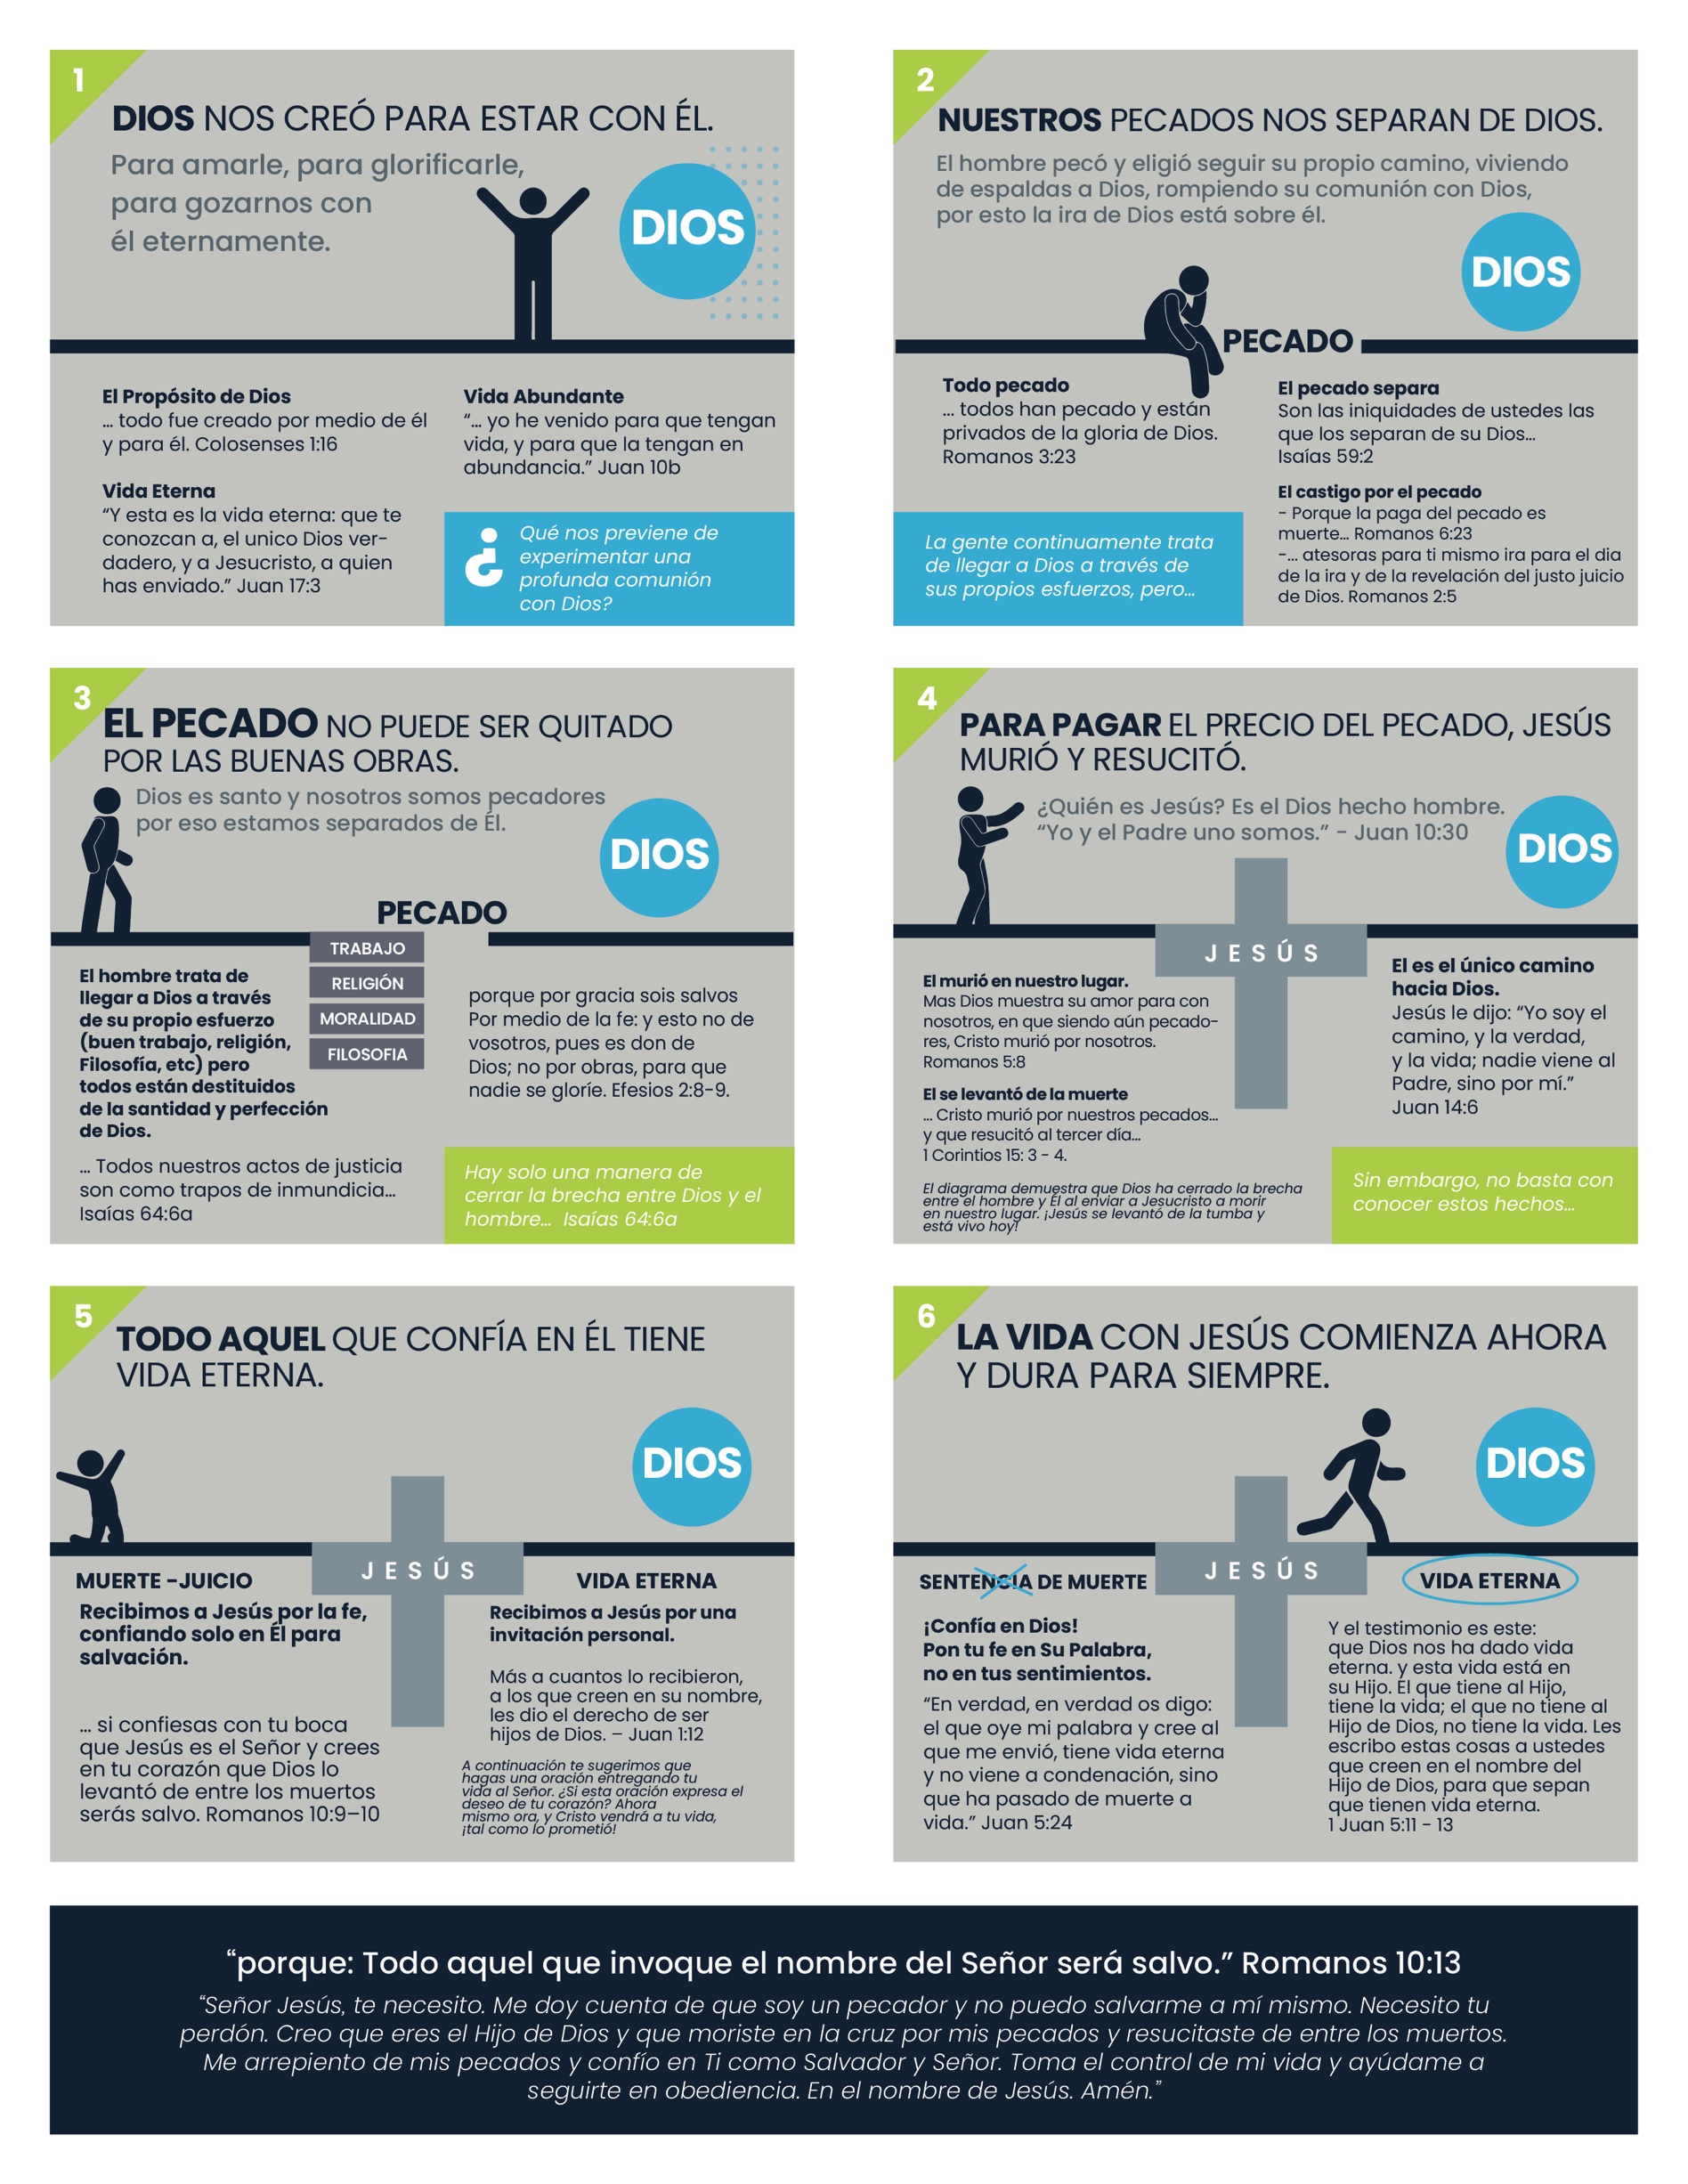 1
DIOS NOS CREÓ PARA ESTAR CON ÉL.
Para amarle, para glorificarle,
para gozarnos con
él eternamente.
DIOS
El Propósito de Dios
... todo fue creado por medio de él
y para él. Colosenses 1:16
Vida Eterna
“Y esta es la vida eterna: que te
conozcan a, el unico Dios ver-
dadero, y a Jesucristo, a quien
has enviado.” Juan 17:3
Vida Abundante
“... yo he venido para que tengan
vida, y para que la tengan en
abundancia.” Juan 10b
¿
Qué nos previene de
experimentar una
profunda comunión
con Dios?
2
NUESTROS PECADOS NOS SEPARAN DE DIOS.
El hombre pecó y eligió seguir su propio camino, viviendo
de espaldas a Dios, rompiendo su comunión con Dios,
por esto la ira de Dios está sobre él.
DIOS
PECADO
Todo pecado
... todos han pecado y están
privados de la gloria de Dios.
Romanos 3:23
La gente continuamente trata
de llegar a Dios a través de
sus propios esfuerzos, pero...
El pecado separa
Son las iniquidades de ustedes las
que los separan de su Dios...
Isaías 59:2
El castigo por el pecado
- Porque la paga del pecado es
muerte... Romanos 6:23
-... atesoras para ti mismo ira para el dia
de la ira y de la revelación del justo juicio
de Dios. Romanos 2:5
3
EL PECADO NO PUEDE SER QUITADO
POR LAS BUENAS OBRAS.
Dios es santo y nosotros somos pecadores
por eso estamos separados de Él.
DIOS
PECADO
TRABAJO
RELIGIÓN
MORALIDAD
FILOSOFIA
El hombre trata de
llegar a Dios a través
de su propio esfuerzo
(buen trabajo, religión,
Filosofía, etc) pero
todos están destituidos
de la santidad y perfección
de Dios.
... Todos nuestros actos de justicia
son como trapos de inmundicia...
Isaías 64:6a
porque por gracia sois salvos
Por medio de la fe: y esto no de
vosotros, pues es don de
Dios; no por obras, para que
nadie se gloríe. Efesios 2:8-9.
Hay solo una manera de
cerrar la brecha entre Dios y el
hombre... Isaías 64:6a
4
PARA PAGAR EL PRECIO DEL PECADO, JESÚS
MURIÓ Y RESUCITÓ.
¿Quién es Jesús? Es el Dios hecho hombre.
“Yo y el Padre uno somos.” - Juan 10:30
DIOS
JESÚS
El murió en nuestro lugar.
Mas Dios muestra su amor para con
nosotros, en que siendo aún pecado-
res, Cristo murió por nosotros.
Romanos 5:8
El se levantó de la muerte
... Cristo murió por nuestros pecados...
y que resucitó al tercer día...
1 Corintios 15: 3 - 4.
El diagrama demuestra que Dios ha cerrado la brecha
entre el hombre y Él al enviar a Jesucristo a morir
en nuestro lugar. ¡Jesús se levantó de la tumba y
está vivo hoy!
El es el único camino
hacia Dios.
Jesús le dijo: “Yo soy el
camino, y la verdad,
y la vida; nadie viene al
Padre, sino por mí.”
Juan 14:6
Sin embargo, no basta con
conocer estos hechos...
5
TODO AQUEL QUE CONFÍA EN ÉL TIENE
VIDA ETERNA.
DIOS
JESÚS
MUERTE -JUICIO
Recibimos a Jesús por la fe,
confiando solo en Él para
salvación.
... si confiesas con tu boca
que Jesús es el Señor y crees
en tu corazón que Dios lo
levantó de entre los muertos
serás salvo. Romanos 10:9–10
VIDA ETERNA
Recibimos a Jesús por una
invitación personal.
Más a cuantos lo recibieron,
a los que creen en su nombre,
les dio el derecho de ser
hijos de Dios. – Juan 1:12
A continuación te sugerimos que
hagas una oración entregando tu
vida al Señor. ¿Si esta oración expresa el
deseo de tu corazón? Ahora
mismo ora, y Cristo vendrá a tu vida,
¡tal como lo prometió!
6
LA VIDA CON JESÚS COMIENZA AHORA
Y DURA PARA SIEMPRE.
DIOS
JESÚS
SENTENCIA DE MUERTE
¡Confía en Dios!
Pon tu fe en Su Palabra,
no en tus sentimientos.
“En verdad, en verdad os digo:
el que oye mi palabra y cree al
que me envió, tiene vida eterna
y no viene a condenación, sino
que ha pasado de muerte a
vida.” Juan 5:24
VIDA ETERNA
Y el testimonio es este:
que Dios nos ha dado vida
eterna. y esta vida está en
su Hijo. El que tiene al Hijo,
tiene la vida; el que no tiene al
Hijo de Dios, no tiene la vida. Les
escribo estas cosas a ustedes
que creen en el nombre del
Hijo de Dios, para que sepan
que tienen vida eterna.
1 Juan 5:11 - 13
“porque: Todo aquel que invoque el nombre del Señor será salvo.” Romanos 10:13
“Señor Jesús, te necesito. Me doy cuenta de que soy un pecador y no puedo salvarme a mí mismo. Necesito tu
perdón. Creo que eres el Hijo de Dios y que moriste en la cruz por mis pecados y resucitaste de entre los muertos.
Me arrepiento de mis pecados y confío en Ti como Salvador y Señor. Toma el control de mi vida y ayúdame a
seguirte en obediencia. En el nombre de Jesús. Amén.”